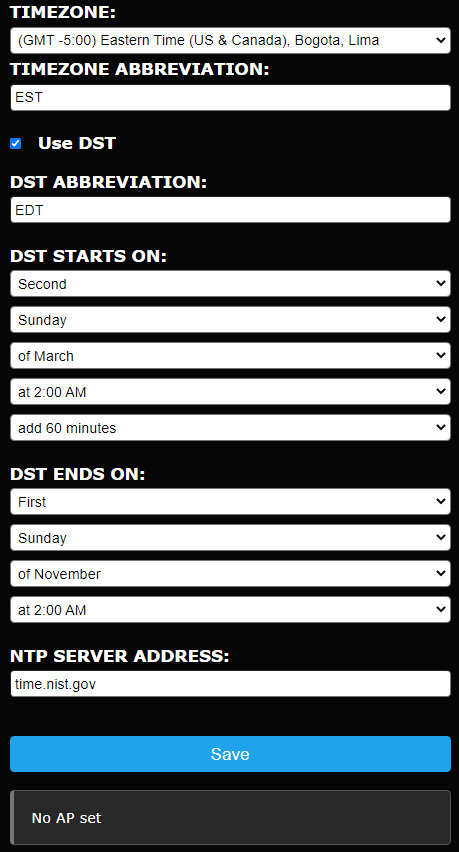 TIMEZONE:
(GMT -5:00) Eastern Time (US & Canada), Bogota, Lima
TIMEZONE ABBREVIATION:
EST
Use DST
DST ABBREVIATION:
EDT
DST STARTS ON:
Second
Sunday
of March
at 2:00 AM
add 60 minutes
DST ENDS ON:
First
Sunday
of November
at 2:00 AM
NTP SERVER ADDRESS:
time.nist.gov
Save
No AP set